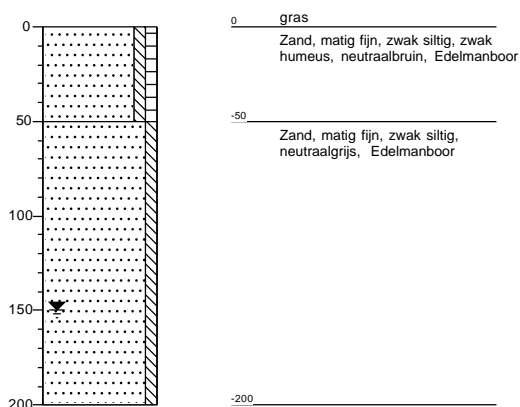 0
50
100
150
200
0
gras
Zand, matig fijn, zwak siltig, zwak
humeus, neutraalbruin, Edelmanboor
-50
Zand, matig fijn, zwak siltig,
neutraalgrijs, Edelmanboor
-200